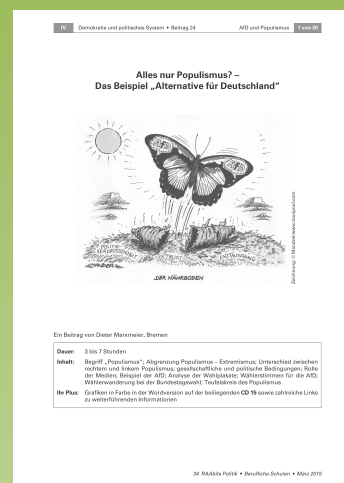 IV Demokratie und politisches System • Beitrag 24 AfD und Populismus 1 von 30
Alles nur Populismus? –
Das Beispiel „Alternative für Deutschland“
POLITIK-
VERDROSSENHEIT
ENTTÄUSCHUNG
DER NÄHRBODEN
Ein Beitrag von Dieter Manxmeier, Bremen
Dauer: 3 bis 7 Stunden
Inhalt: Begriff „Populismus“; Abgrenzung Populismus – Extremismus; Unterschied zwischen
rechtem und linkem Populismus; gesellschaftliche und politische Bedingungen; Rolle
der Medien; Beispiel der AfD; Analyse der Wahlplakate; Wählerstimmen für die AfD;
Wählerwanderung bei der Bundestagswahl; Teufelskreis des Populismus
Ihr Plus: Grafiken in Farbe in der Wordversion auf der beiliegenden CD 15 sowie zahlreiche Links
zu weiterführenden Informationen
34 RAAbits Politik • Berufliche Schulen • März 2015